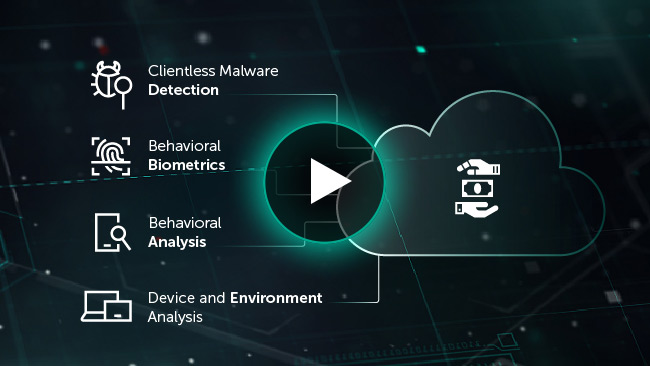 Clientless Malware
Detection
Behavioral
Biometrics
Behavioral
Analysis
Device and Environment
Analysis